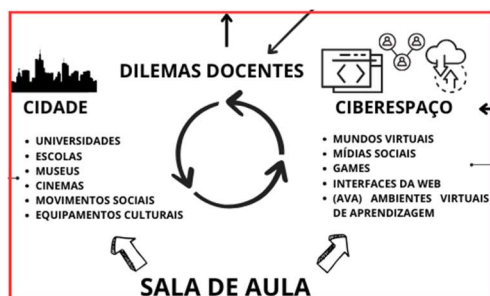 DILEMAS DOCENTES
CIDADE
• UNIVERSIDADES
• ESCOLAS
• MUSEUS
• CINEMAS
• MOVIMENTOS SOCIAIS
• EQUIPAMENTOS CULTURAIS
CIBERESPAÇO
• MUNDOS VIRTUAIS
• MÍDIAS SOCIAIS
• GAMES
• INTERFACES DA WEB
• (AVA) AMBIENTES VIRTUAIS
DE APRENDIZAGEM
SALA DE AULA